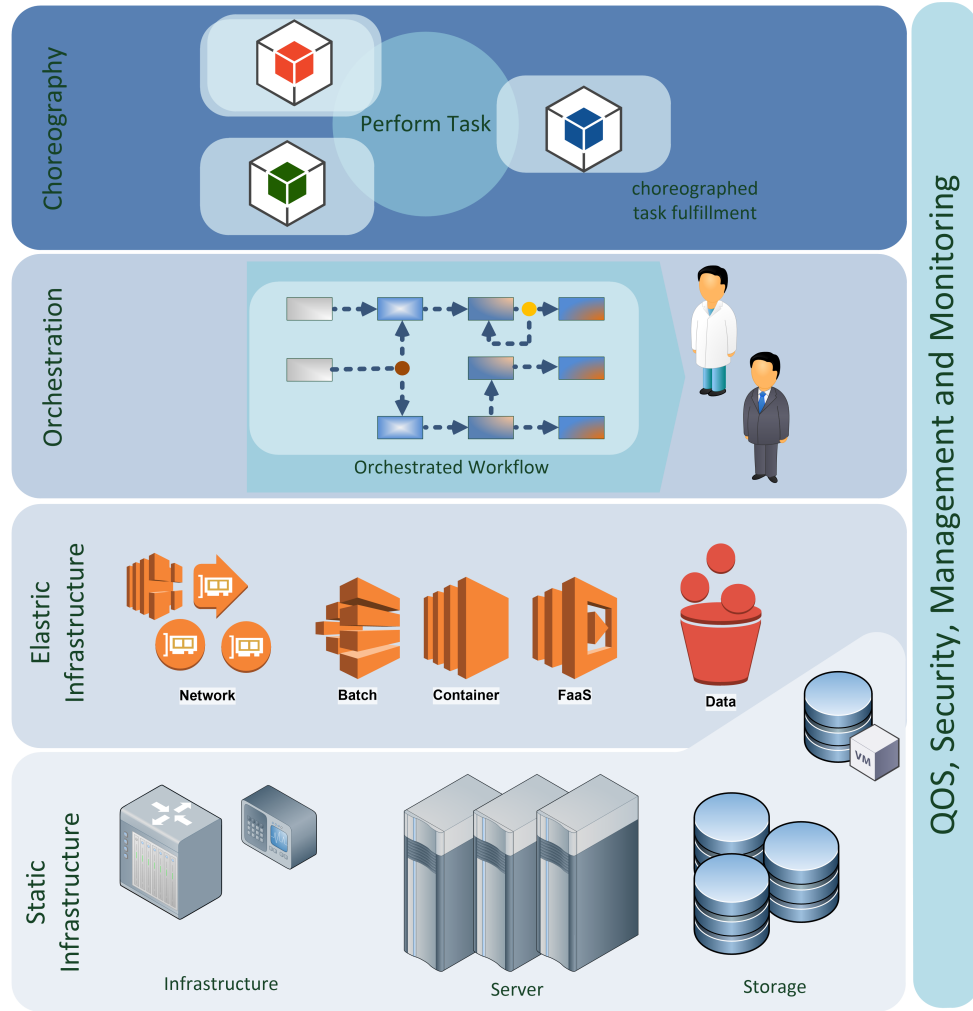 Choreography
Perform Task
choreographed
task fulfillment
Orchestration
Orchestrated Workflow
Elastric
Infrastructure
Network
Batch
Container
FaaS
Data
VM
Static
Infrastructure
Infrastructure
Server
Storage
QOS, Security, Management and Monitoring